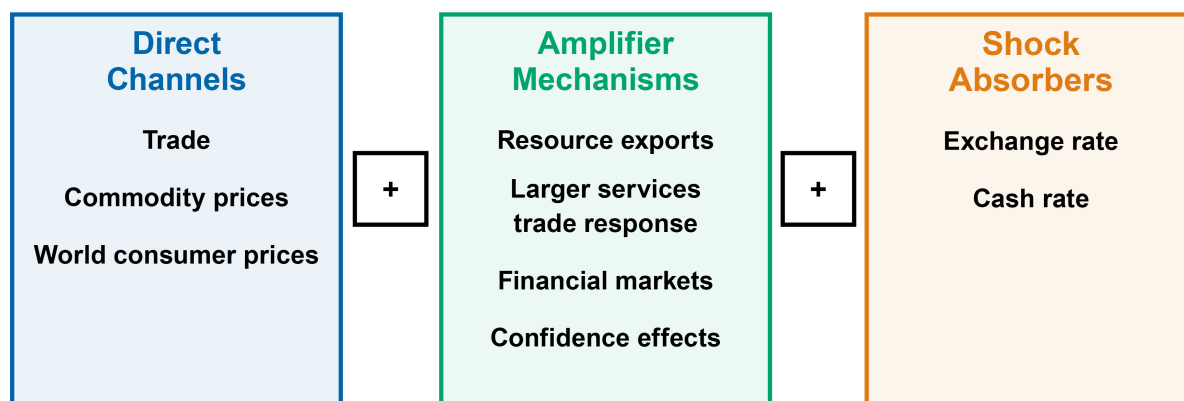 Direct
Channels
Trade
Commodity prices
World consumer prices
+
Amplifier
Mechanisms
Resource exports
Larger services
trade response
Financial markets
Confidence effects
+
Shock
Absorbers
Exchange rate
Cash rate